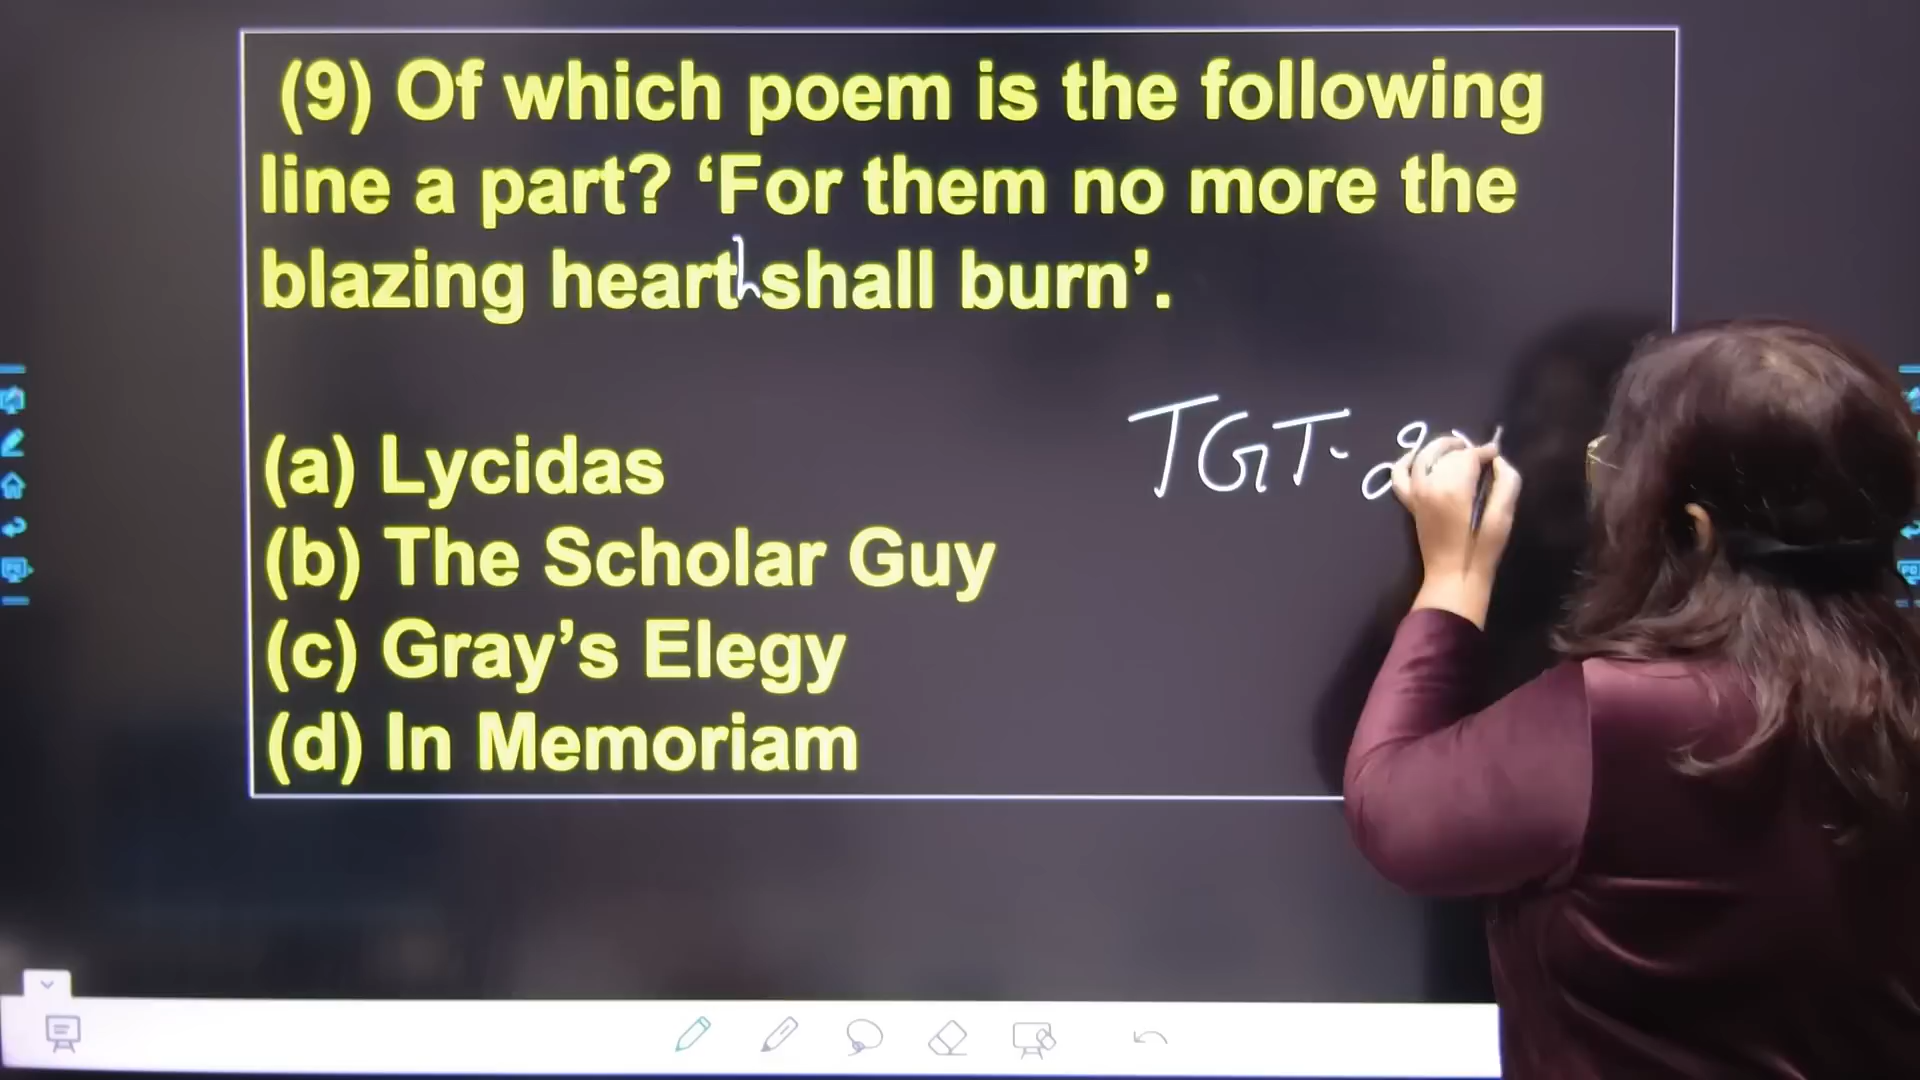 (9) Of which poem is the following
line a part? ‘For them no more the
blazing hearth shall burn’.
TGT-
(a) Lycidas
(b) The Scholar Guy
(c) Gray’s Elegy
(d) In Memoriam